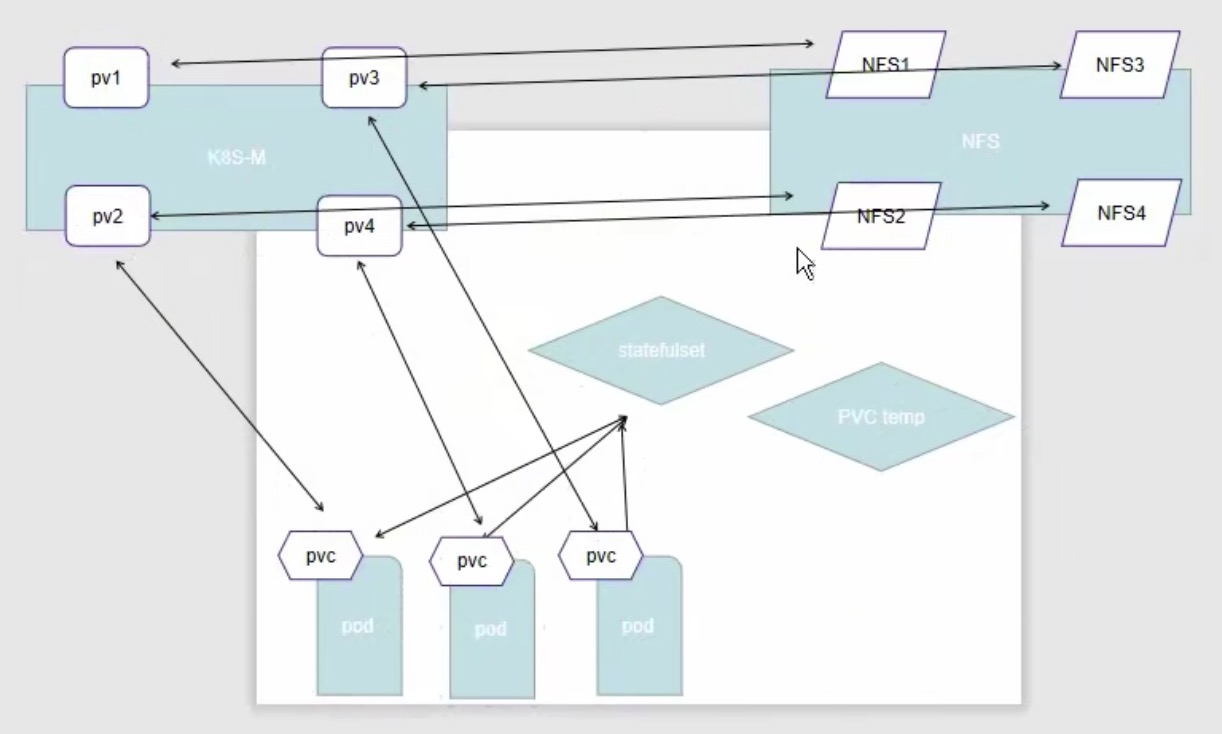 pv1
pv3
NFS1
NFS3
K8S-M
NFS
pv2
pv4
NFS2
NFS4
statefulset
PVC temp
pvc
pvc
pvc
pod
pod
pod